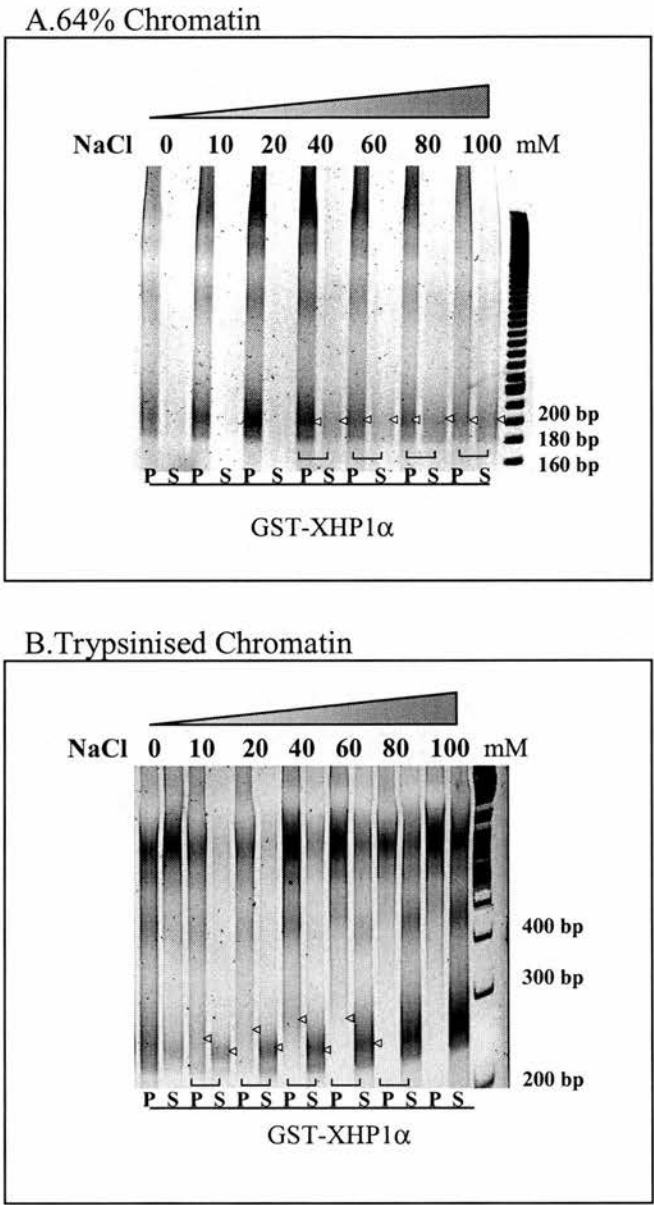 A.64% Chromatin
NaCl 0 10 20 40 60 80 100 mM
200 bp
180 bp
160 bp
P S P S P S P S P S P S P S
GST-XHP1α
B.Trypsinised Chromatin
NaCl 0 10 20 40 60 80 100 mM
400 bp
300 bp
200 bp
P S P S P S P S P S P S P S
GST-XHP1α